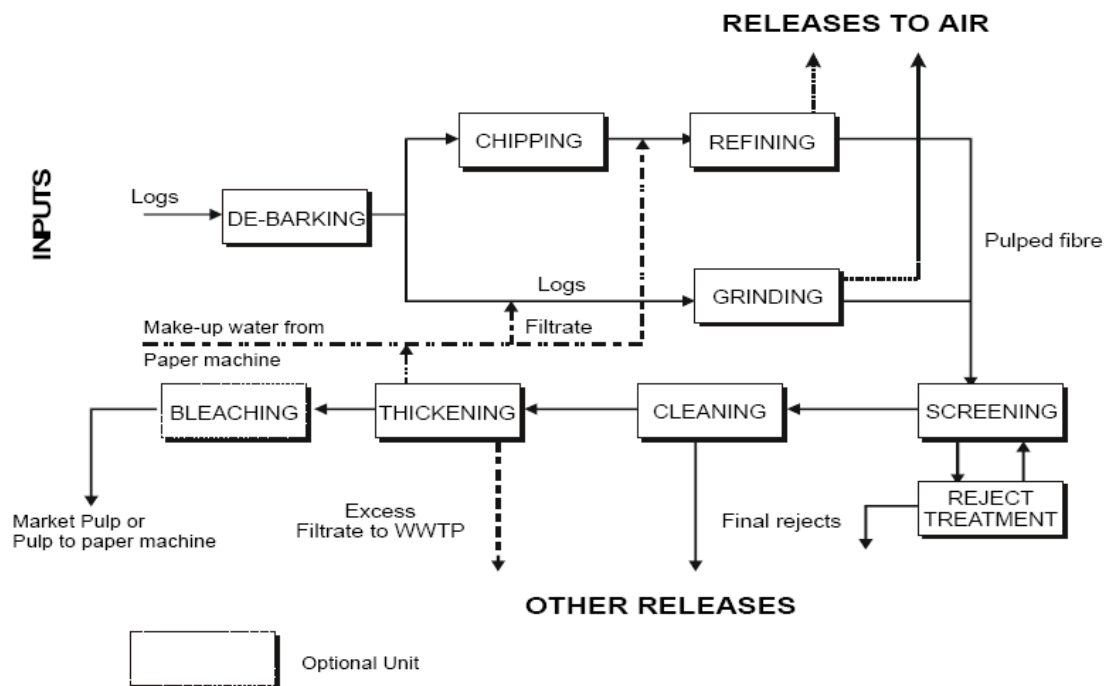 RELEASES TO AIR
INPUTS
CHIPPING
REFINING
Logs
DE-BARKING
Pulped fibre
Logs
GRINDING
Make-up water from
Filtrate
Paper machine
BLEACHING
THICKENING
CLEANING
SCREENING
Market Pulp or
Pulp to paper machine
Excess
Filtrate to WWTP
Final rejects
REJECT
TREATMENT
OTHER RELEASES
Optional Unit